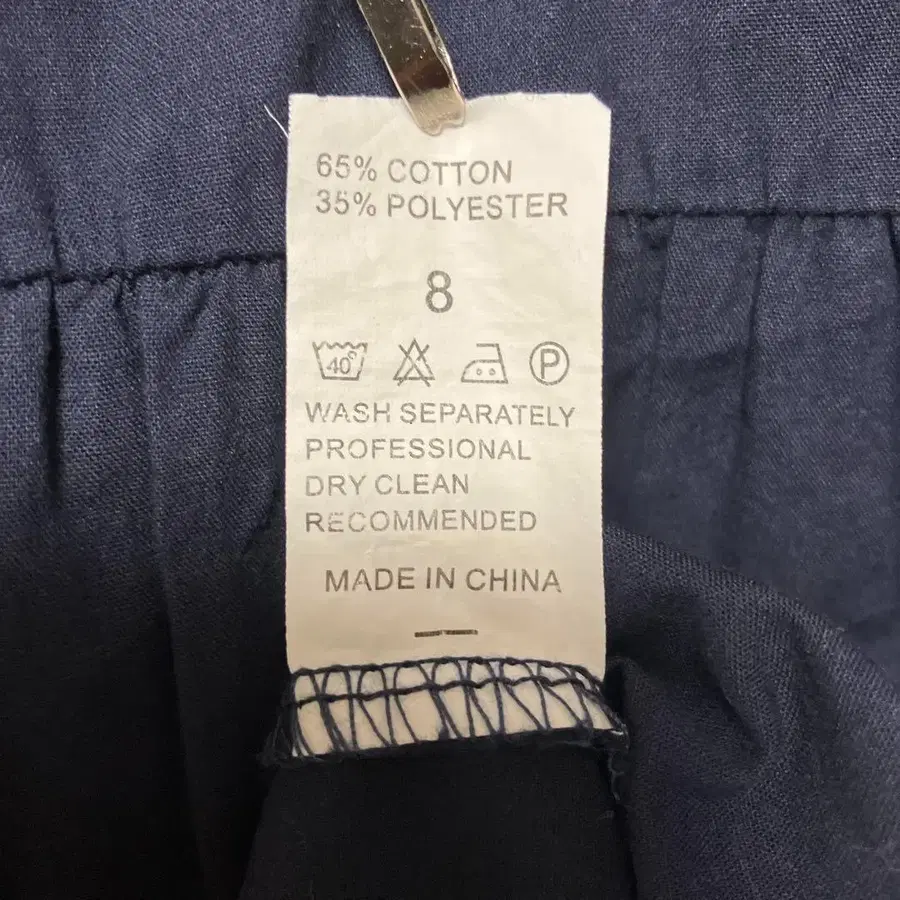 65% COTTON
35% POLYESTER
8
40° P
WASH SEPARATELY
PROFESSIONAL
DRY CLEAN
RECOMMENDED
MADE IN CHINA